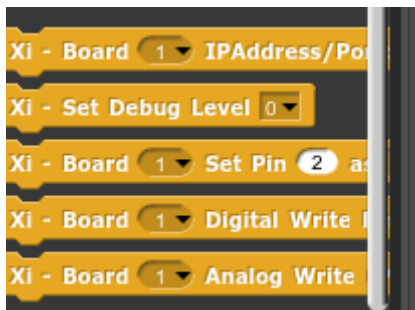 Xi - Board 1 IPAddress/Po
Xi - Set Debug Level 0
Xi - Board 1 Set Pin 2 a
Xi - Board 1 Digital Write
Xi - Board 1 Analog Write